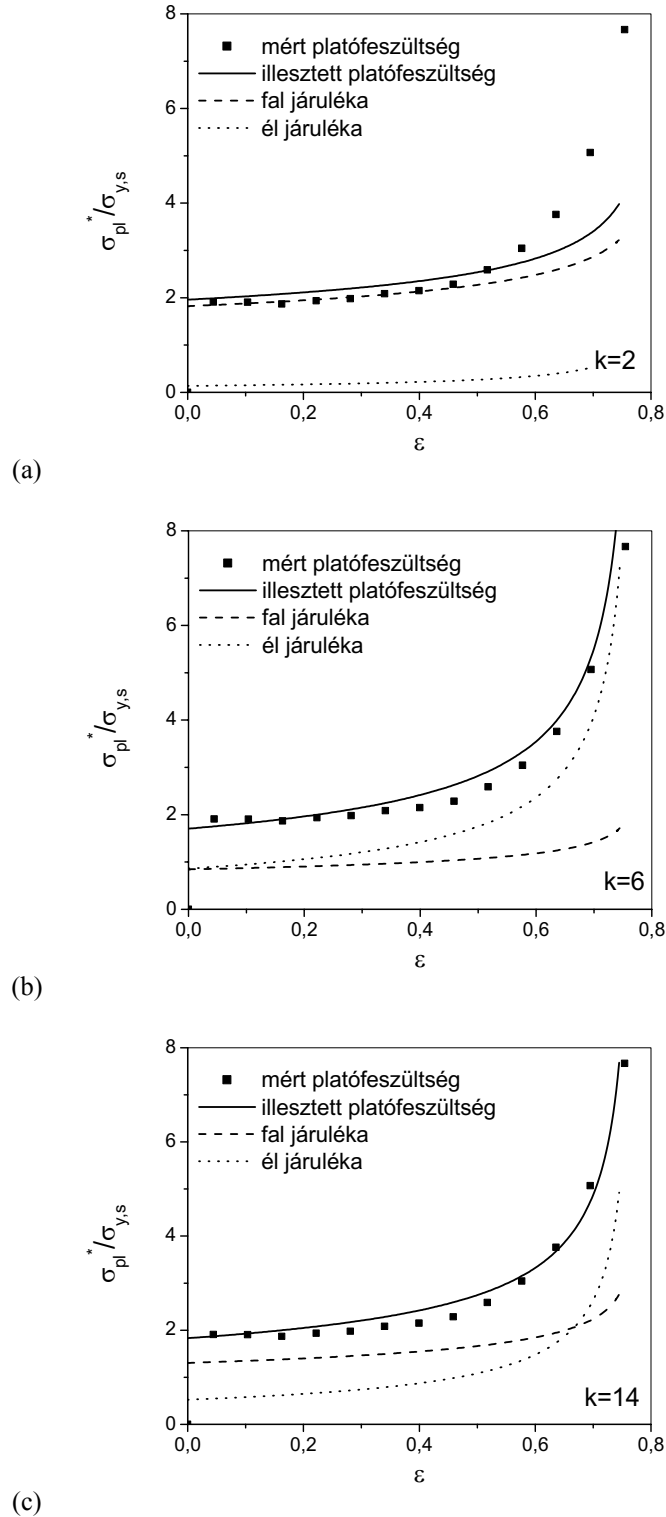 8
mért platófeszültség
illesztett platófeszültség
6
fal járuléka
él járuléka
4
σpl*/σy,s
2
k=2
0
0,0 0,2 0,4 0,6 0,8
ε
(a)
8
mért platófeszültség
illesztett platófeszültség
6
fal járuléka
él járuléka
4
σpl*/σy,s
2
k=6
0
0,0 0,2 0,4 0,6 0,8
ε
(b)
8
mért platófeszültség
illesztett platófeszültség
6
fal járuléka
él járuléka
4
σpl*/σy,s
2
k=14
0
0,0 0,2 0,4 0,6 0,8
ε
(c)